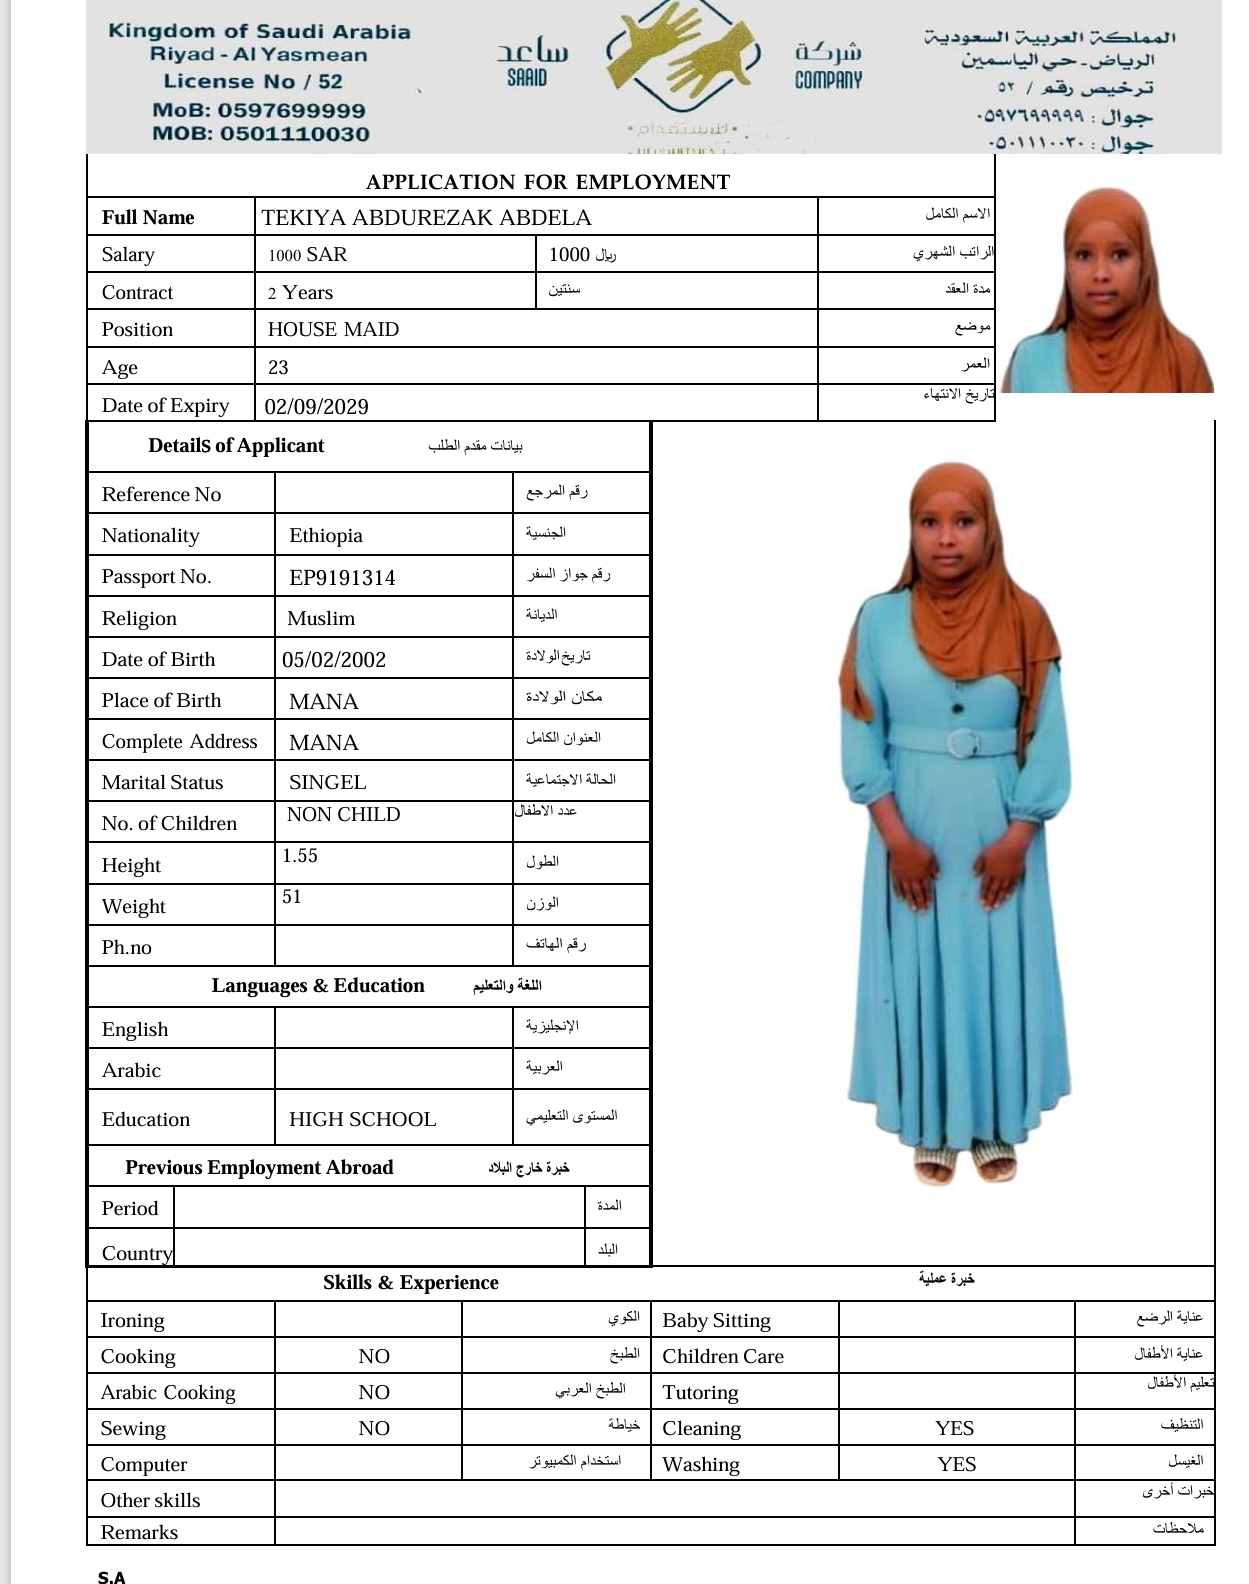 Kingdom of Saudi Arabia
Riyad - Al Yasmean
License No / 52
MoB: 0597699999
MOB: 0501110030
ساعد
SAAID
شركة
COMPANY
للاستقدام
المملكة العربية السعودية
الرياض - حي الياسمين
ترخيص رقم / ٥٢
جوال : ٠٥٩٧٦٩٩٩٩٩
جوال : ٠٥٠١١١٠٠٣٠
APPLICATION FOR EMPLOYMENT
Full Name TEKIYA ABDUREZAK ABDELA الاسم الكامل
Salary 1000 SAR 1000 ريال الراتب الشهري
Contract 2 Years سنتين مدة العقد
Position HOUSE MAID موضع
Age 23 العمر
Date of Expiry 02/09/2029 تاريخ الانتهاء
Details of Applicant بيانات مقدم الطلب
Reference No رقم المرجع
Nationality Ethiopia الجنسية
Passport No. EP9191314 رقم جواز السفر
Religion Muslim الديانة
Date of Birth 05/02/2002 تاريخ الولادة
Place of Birth MANA مكان الولادة
Complete Address MANA العنوان الكامل
Marital Status SINGEL الحالة الاجتماعية
No. of Children NON CHILD عدد الاطفال
Height 1.55 الطول
Weight 51 الوزن
Ph.no رقم الهاتف
Languages & Education اللغة والتعليم
English الإنجليزية
Arabic العربية
Education HIGH SCHOOL المستوى التعليمي
Previous Employment Abroad خبرة خارج البلاد
Period المدة
Country البلد
Skills & Experience خبرة عملية
Ironing الكوي Baby Sitting عناية الرضع
Cooking NO الطبخ Children Care عناية الأطفال
Arabic Cooking NO الطبخ العربي Tutoring تعليم الأطفال
Sewing NO خياطة Cleaning YES التنظيف
Computer استخدام الكمبيوتر Washing YES الغيسل
Other skills خبرات أخرى
Remarks ملاحظات
S.A